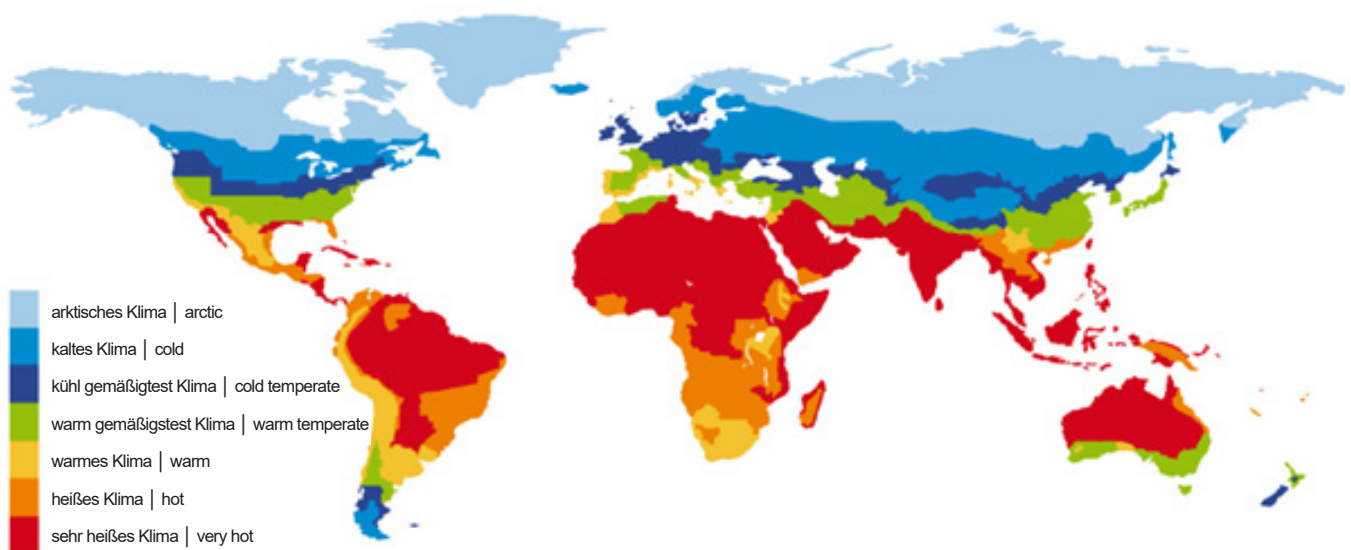 arktisches Klima | arctic
kaltes Klima | cold
kühl gemäßigtest Klima | cold temperate
warm gemäßigstest Klima | warm temperate
warmes Klima | warm
heißes Klima | hot
sehr heißes Klima | very hot